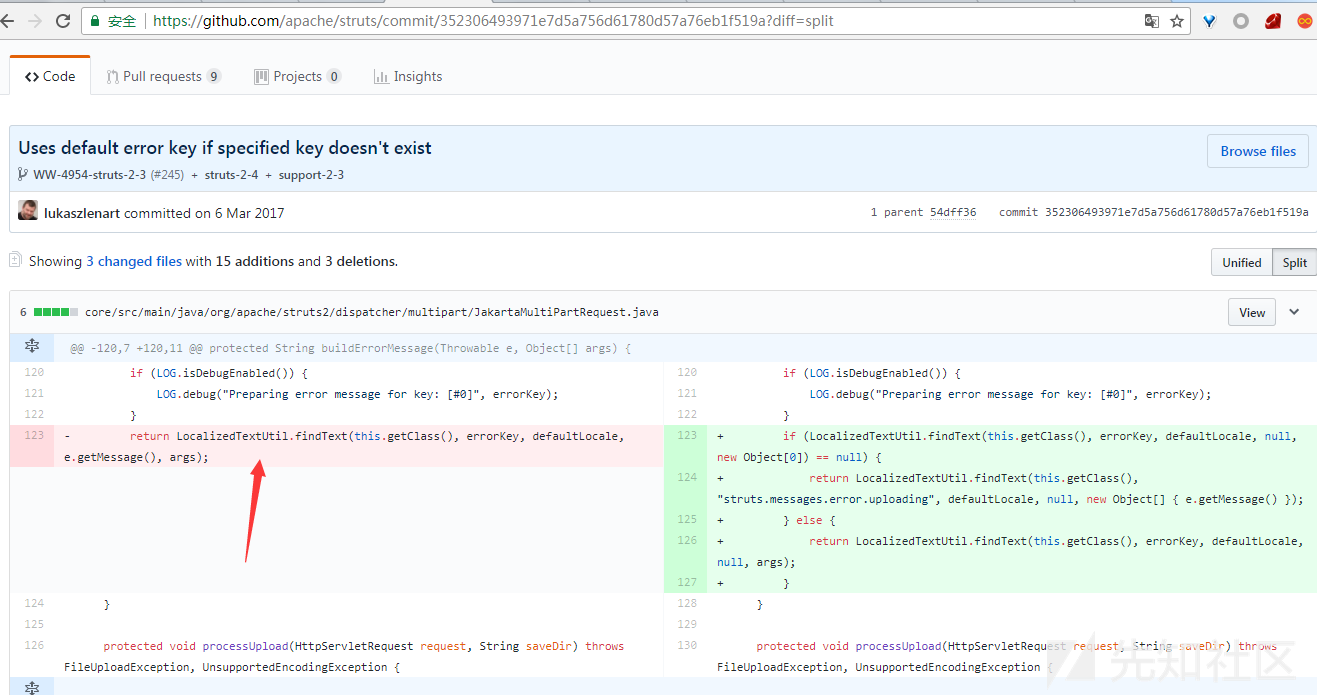 安全 https://github.com/apache/struts/commit/352306493971e7d5a756d61780d57a76eb1f519a?diff=split
Code Pull requests 9 Projects 0 Insights
Uses default error key if specified key doesn't exist
Browse files
WW-4954-struts-2-3 (#245) + struts-2-4 + support-2-3
lukaszlenart committed on 6 Mar 2017 1 parent 54dff36 commit 352306493971e7d5a756d61780d57a76eb1f519a
Showing 3 changed files with 15 additions and 3 deletions. Unified Split
6 core/src/main/java/org/apache/struts2/dispatcher/multipart/JakartaMultiPartRequest.java View
@@ -120,7 +120,11 @@ protected String buildErrorMessage(Throwable e, Object[] args) {
120 if (LOG.isDebugEnabled()) {
121 LOG.debug("Preparing error message for key: [#0]", errorKey);
122 }
123 - return LocalizedTextUtil.findText(this.getClass(), errorKey, defaultLocale,
e.getMessage(), args);
124 }
125
126 protected void processUpload(HttpServletRequest request, String saveDir) throws
FileUploadException, UnsupportedEncodingException {
120 if (LOG.isDebugEnabled()) {
121 LOG.debug("Preparing error message for key: [#0]", errorKey);
122 }
123 + if (LocalizedTextUtil.findText(this.getClass(), errorKey, defaultLocale, null,
new Object[0]) == null) {
124 + return LocalizedTextUtil.findText(this.getClass(),
"struts.messages.error.uploading", defaultLocale, null, new Object[] { e.getMessage() });
125 + } else {
126 + return LocalizedTextUtil.findText(this.getClass(), errorKey, defaultLocale,
null, args);
127 + }
128 }
129
130 protected void processUpload(HttpServletRequest request, String saveDir) throws
FileUploadException, UnsupportedEncodingException {
先知社区